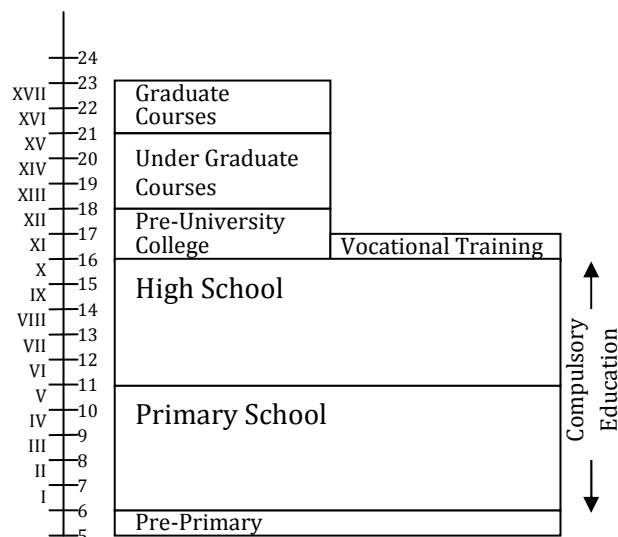 24
23
XVII
Graduate
22
XVI
Courses
21
XV
20
Under Graduate
XIV
19
Courses
XIII
18
XII
Pre-University
17
XI
College
Vocational Training
16
X
15
High School
IX
14
VIII
13
VII
12
VI
11
V
10
Primary School
IV
9
III
8
II
7
I
6
Pre-Primary
5
Compulsory
Education